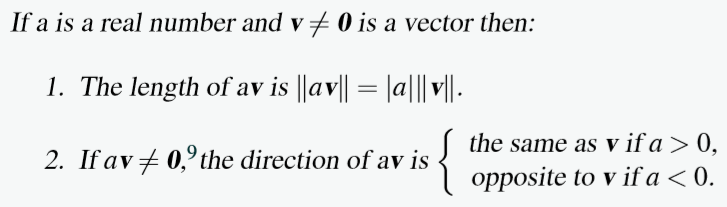 If a is a real number and v ≠ 0 is a vector then:
1. The length of av is ||av|| = |a|||v||.
2. If av ≠ 0,⁹ the direction of av is { the same as v if a > 0,
opposite to v if a < 0.